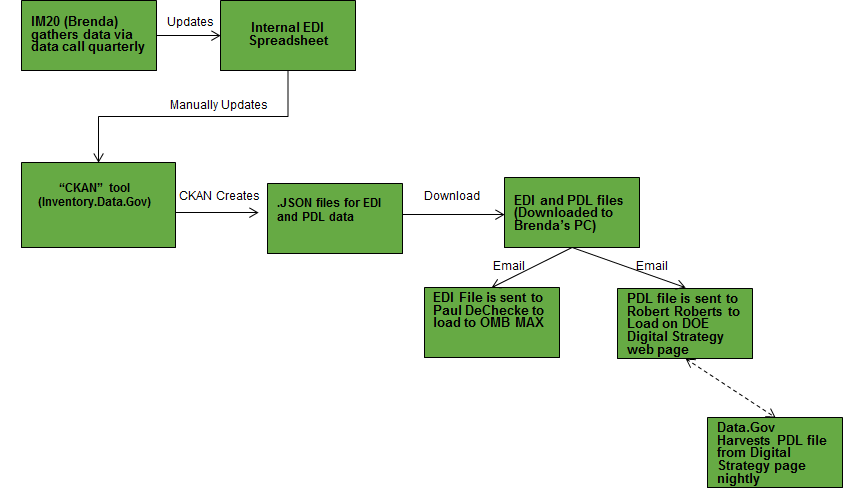 IM20 (Brenda)
gathers data via
data call quarterly
Updates
Internal EDI
Spreadsheet
Manually Updates
“CKAN” tool
(Inventory.Data.Gov)
CKAN Creates
.JSON files for EDI
and PDL data
Download
EDI and PDL files
(Downloaded to
Brenda’s PC)
Email
Email
EDI File is sent to
Paul DeChecke to
load to OMB MAX
PDL file is sent to
Robert Roberts to
Load on DOE
Digital Strategy
web page
Data.Gov
Harvests PDL file
from Digital
Strategy page
nightly